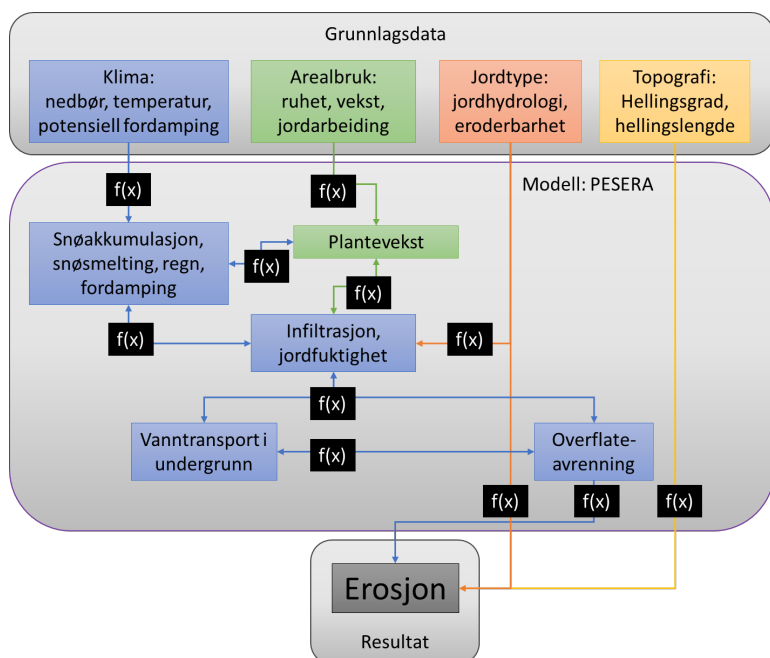 Grunnlagsdata
Klima:
nedbør, temperatur,
potensiell fordamping
Arealbruk:
ruhet, vekst,
jordarbeiding
Jordtype:
jordhydrologi,
eroderbarhet
Topografi:
Hellingsgrad,
hellingslengde
Modell: PESERA
f(x)
f(x)
Snøakkumulasjon,
snøsmelting, regn,
fordamping
f(x)
Plantevekst
f(x)
f(x)
Infiltrasjon,
jordfuktighet
f(x)
f(x)
Vanntransport i
undergrunn
f(x)
Overflate-
avrenning
f(x)
f(x)
f(x)
Erosjon
Resultat